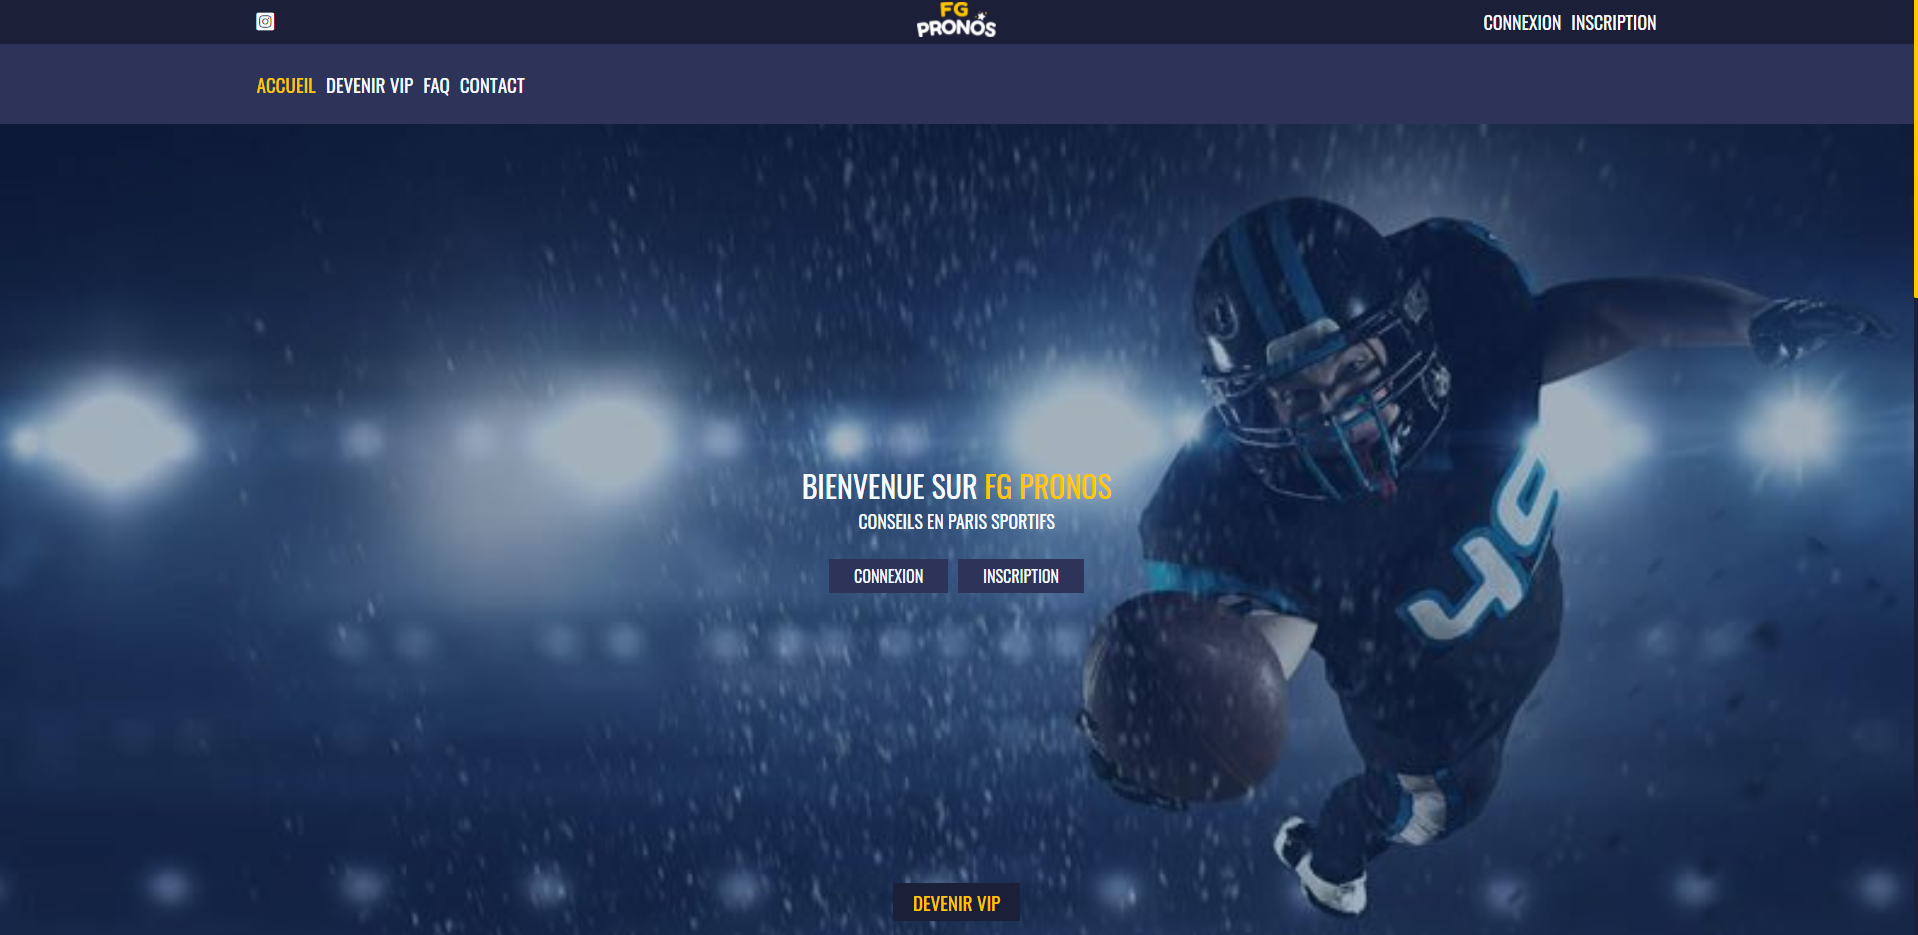 FG
PRONOS
CONNEXION INSCRIPTION
ACCUEIL DEVENIR VIP FAQ CONTACT
BIENVENUE SUR FG PRONOS
CONSEILS EN PARIS SPORTIFS
CONNEXION INSCRIPTION
DEVENIR VIP